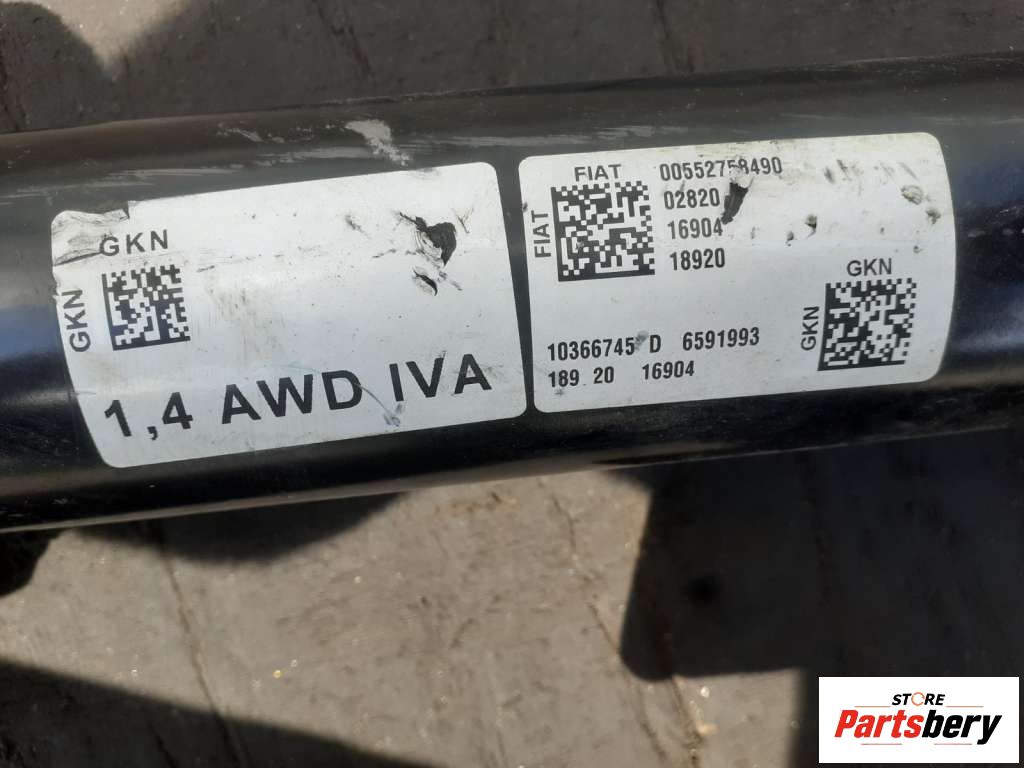 GKN
GKN
1,4 AWD IVA
FIAT
FIAT
00552758490
02820
16904
18920
GKN
GKN
10366745 D 6591993
189 20 16904
STORE
Partsbery